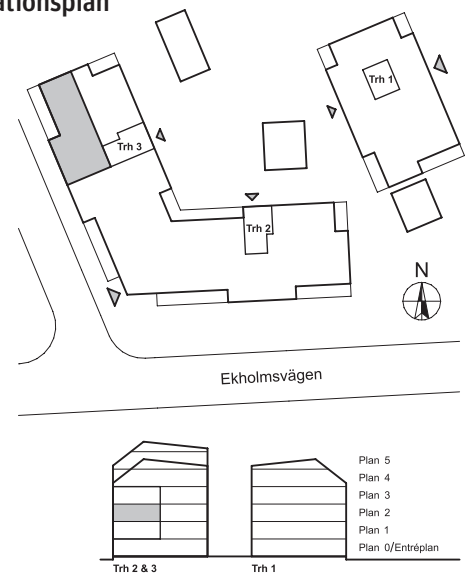 ationsplan
Trh 1
Trh 3
Trh 2
N
Ekholmsvägen
Plan 5
Plan 4
Plan 3
Plan 2
Plan 1
Plan 0/Entréplan
Trh 2 & 3
Trh 1